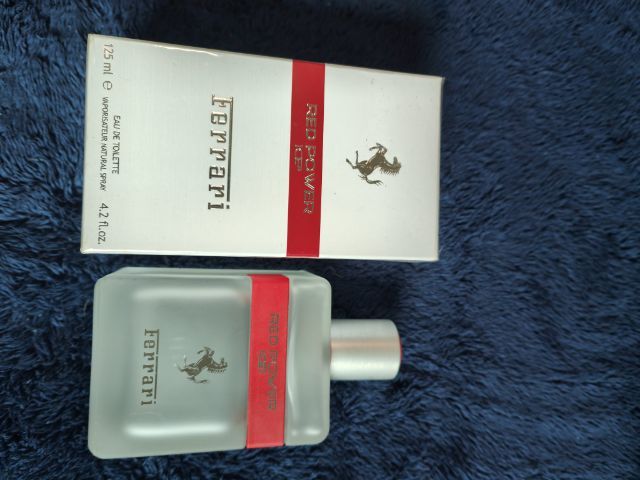 RED POWER
ICE
Ferrari
EAU DE TOILETTE
VAPORISATEUR NATURAL SPRAY
125 ml e 4.2 fl.oz.
RED POWER
ICE
Ferrari